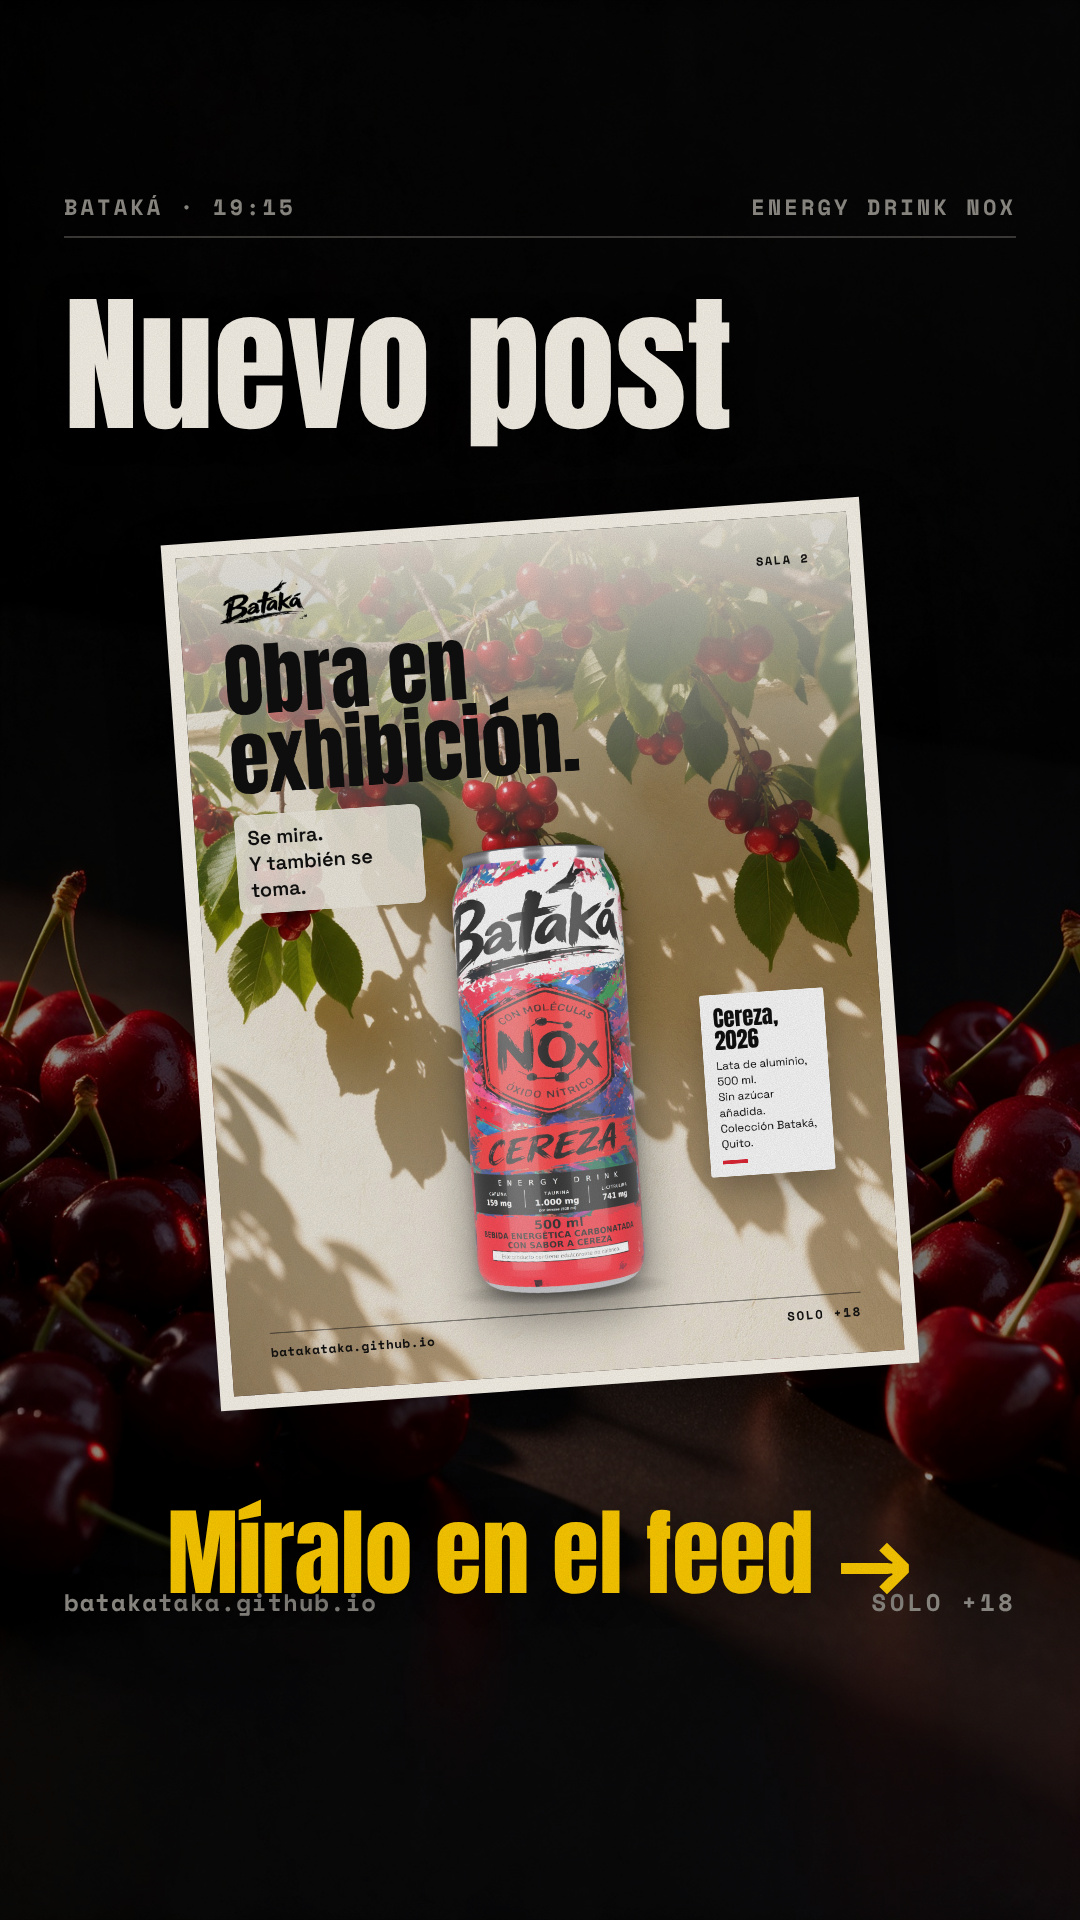 BATAKÁ · 19:15
ENERGY DRINK NOX
Nuevo post
SALA 2
Bataká
Obra en
exhibición.
Se mira.
Y también se
toma.
Bataká
CON MOLÉCULAS
NOx
ÓXIDO NÍTRICO
CEREZA
ENERGY DRINK
CAFEÍNA
159 mg
TAURINA
1.000 mg
L-CITRULINA
741 mg
500 ml
BEBIDA ENERGÉTICA CARBONATADA
CON SABOR A CEREZA
Cereza,
2026
Lata de aluminio,
500 ml.
Sin azúcar
añadida.
Colección Bataká,
Quito.
batakataka.github.io
SOLO +18
Míralo en el feed →
batakataka.github.io
SOLO +18